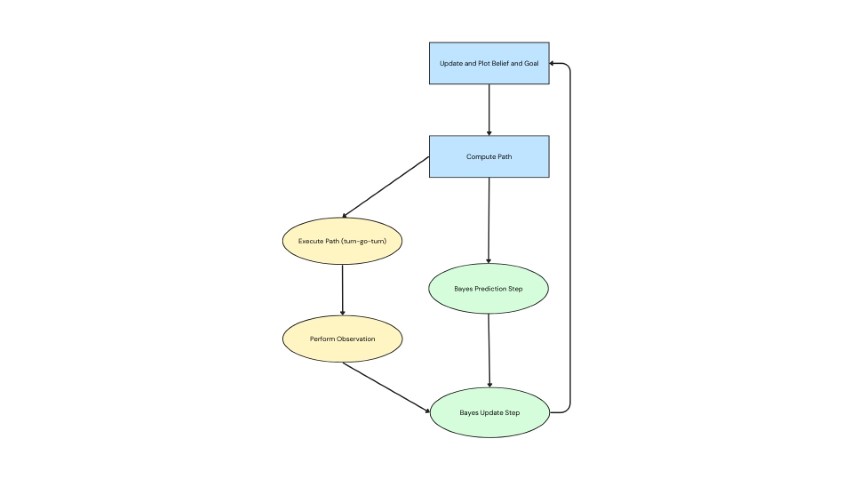 Update and Plot Belief and Goal
Compute Path
Execute Path (turn-go-turn)
Bayes Prediction Step
Perform Observation
Bayes Update Step